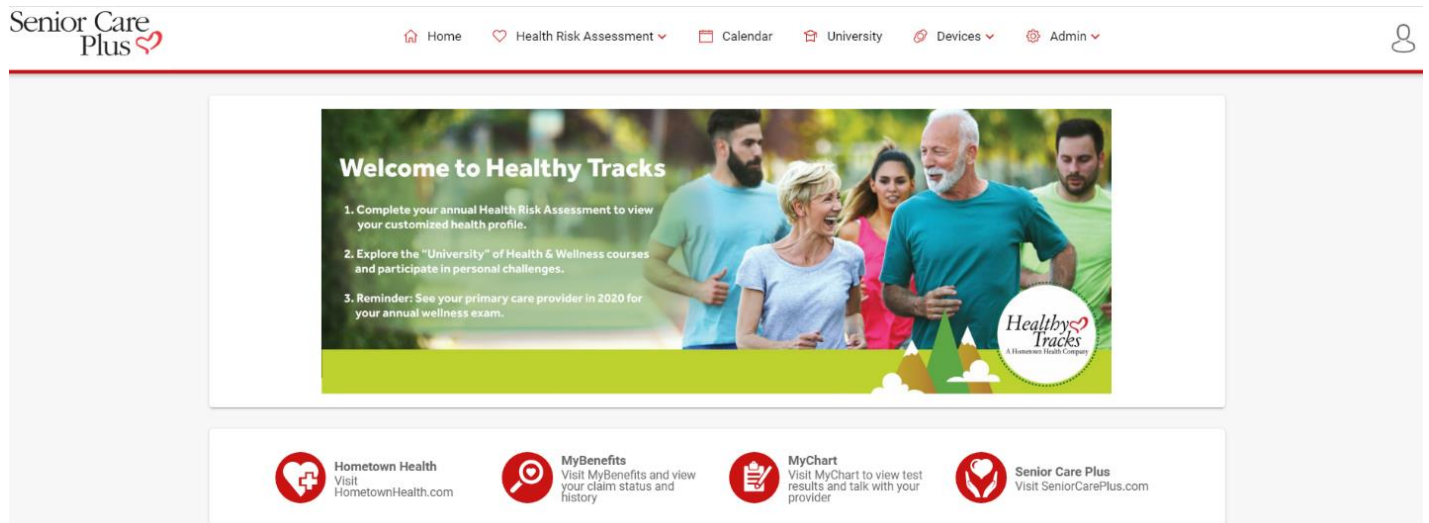 Senior Care
Plus
Home
Health Risk Assessment
Calendar
University
Devices
Admin
Welcome to Healthy Tracks
1. Complete your annual Health Risk Assessment to view
your customized health profile.
2. Explore the "University" of Health & Wellness courses
and participate in personal challenges.
3. Reminder: See your primary care provider in 2020 for
your annual wellness exam.
Healthy
Tracks
A Hometown Health Company
Hometown Health
Visit
HometownHealth.com
MyBenefits
Visit MyBenefits and view
your claim status and
history
MyChart
Visit MyChart to view test
results and talk with your
provider
Senior Care Plus
Visit SeniorCarePlus.com